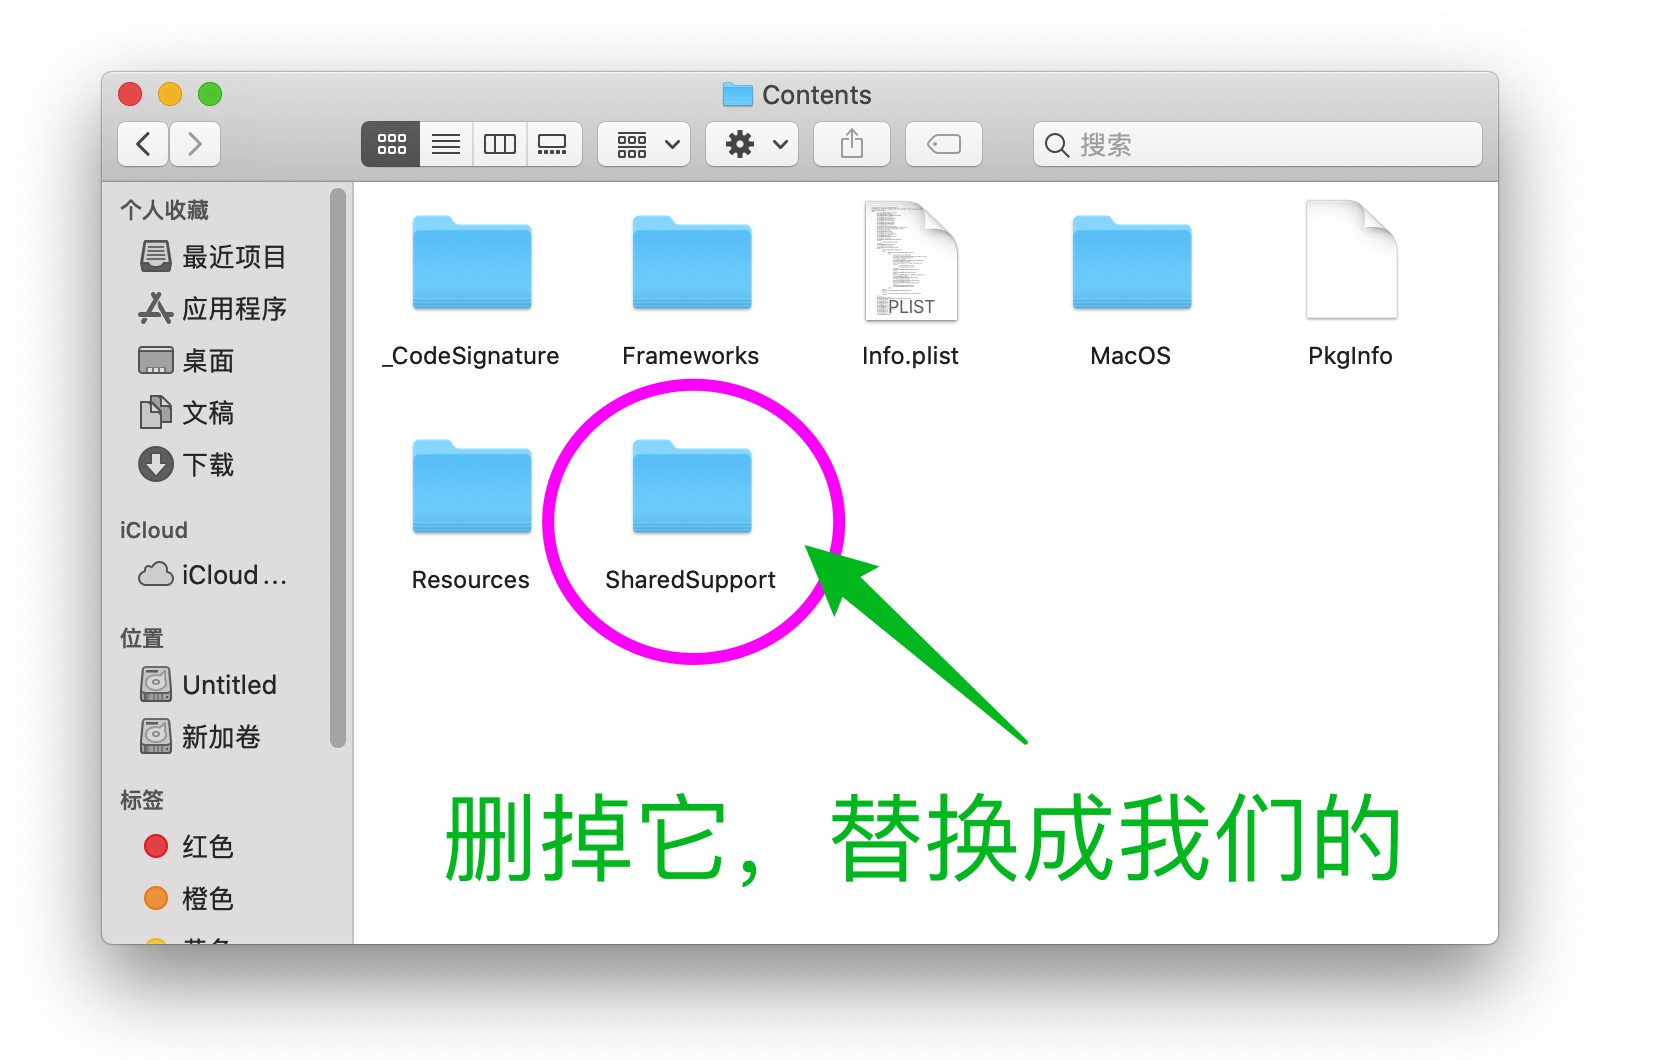 Contents
搜索
个人收藏
最近项目
应用程序
桌面
文稿
下载
iCloud
iCloud...
位置
Untitled
新加卷
标签
红色
橙色
PLIST
_CodeSignature
Frameworks
Info.plist
MacOS
PkgInfo
Resources
SharedSupport
删掉它，替换成我们的